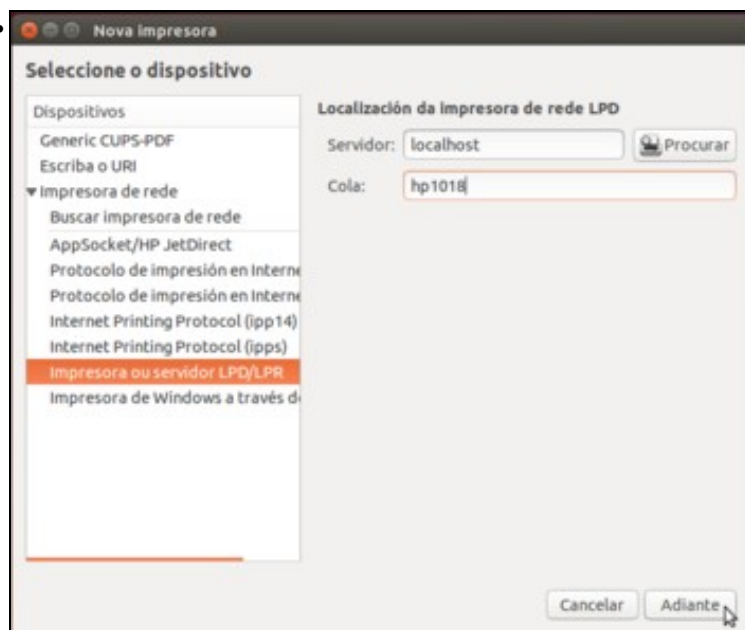 Nova impresora
Seleccione o dispositivo
Dispositivos
Generic CUPS-PDF
Escriba o URI
Impresora de rede
Buscar impresora de rede
AppSocket/HP JetDirect
Protocolo de impresión en Interne
Protocolo de impresión en Interne
Internet Printing Protocol (ipp14)
Internet Printing Protocol (ipps)
Impresora ou servidor LPD/LPR
Impresora de Windows a través d
Localización da impresora de rede LPD
Servidor: localhost Procurar
Cola: hp1018
Cancelar Adiante